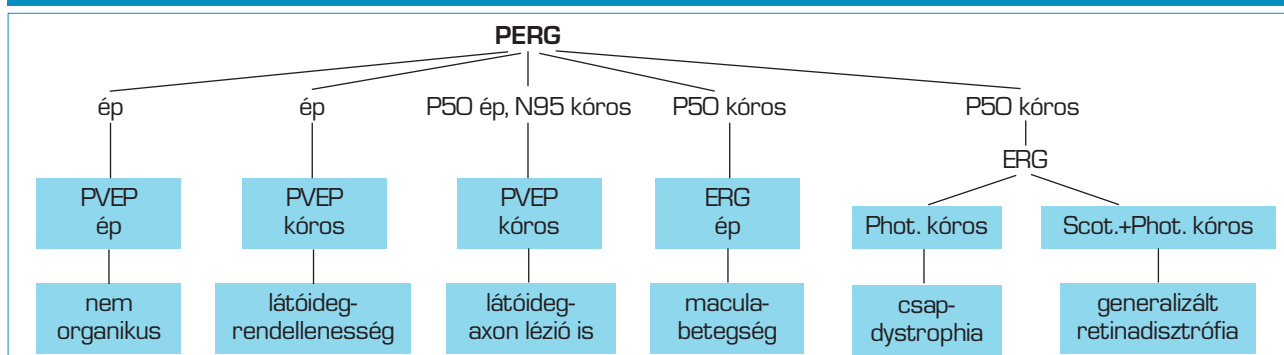 PERG
ép
ép
P50 ép, N95 kóros
P50 kóros
P50 kóros
ERG
PVEP
ép
PVEP
kóros
PVEP
kóros
ERG
ép
Phot. kóros
Scot.+Phot. kóros
nem
organikus
látóideg-
rendellenesség
látóideg-
axon lézió is
macula-
betegség
csap-
dystrophia
generalizált
retinadisztrófia